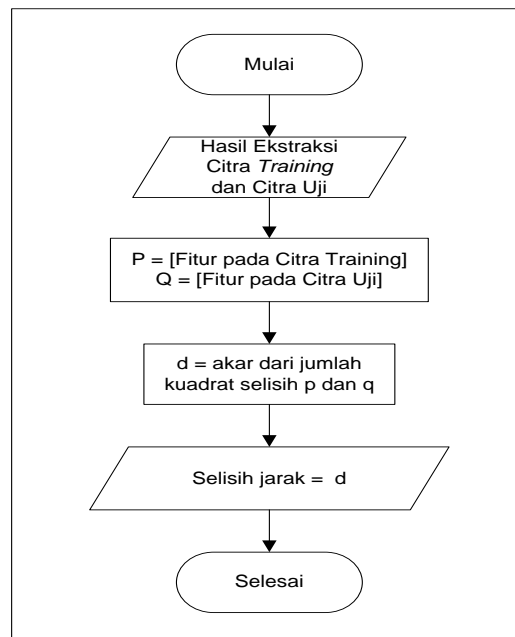 Mulai
Hasil Ekstraksi
Citra Training
dan Citra Uji
P = [Fitur pada Citra Training]
Q = [Fitur pada Citra Uji]
d = akar dari jumlah
kuadrat selisih p dan q
Selisih jarak = d
Selesai